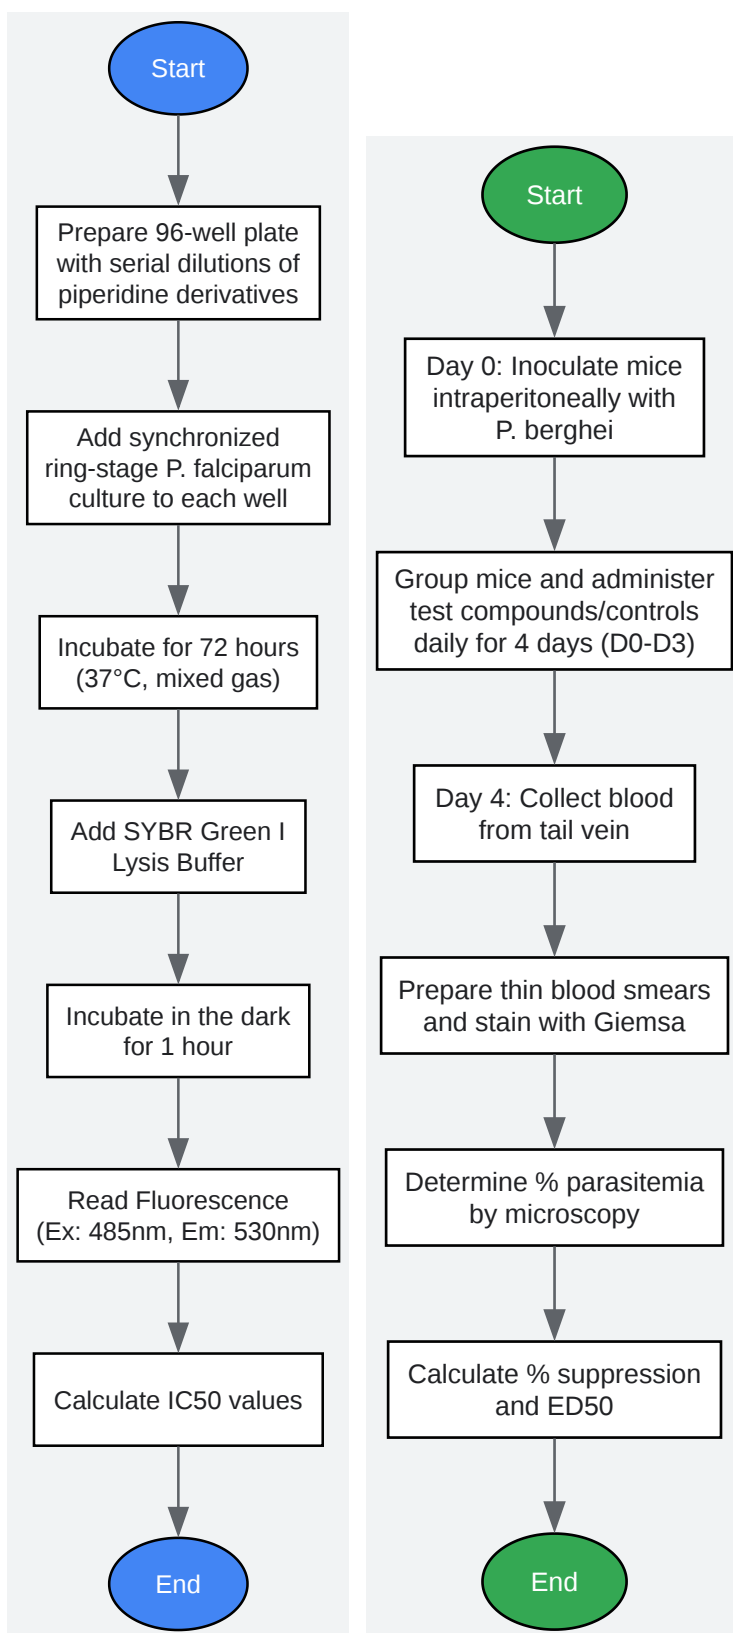 Start
Prepare 96-well plate
with serial dilutions of
piperidine derivatives
Add synchronized
ring-stage P. falciparum
culture to each well
Incubate for 72 hours
(37°C, mixed gas)
Add SYBR Green I
Lysis Buffer
Incubate in the dark
for 1 hour
Read Fluorescence
(Ex: 485nm, Em: 530nm)
Calculate IC50 values
End
Start
Day 0: Inoculate mice
intraperitoneally with
P. berghei
Group mice and administer
test compounds/controls
daily for 4 days (D0-D3)
Day 4: Collect blood
from tail vein
Prepare thin blood smears
and stain with Giemsa
Determine % parasitemia
by microscopy
Calculate % suppression
and ED50
End